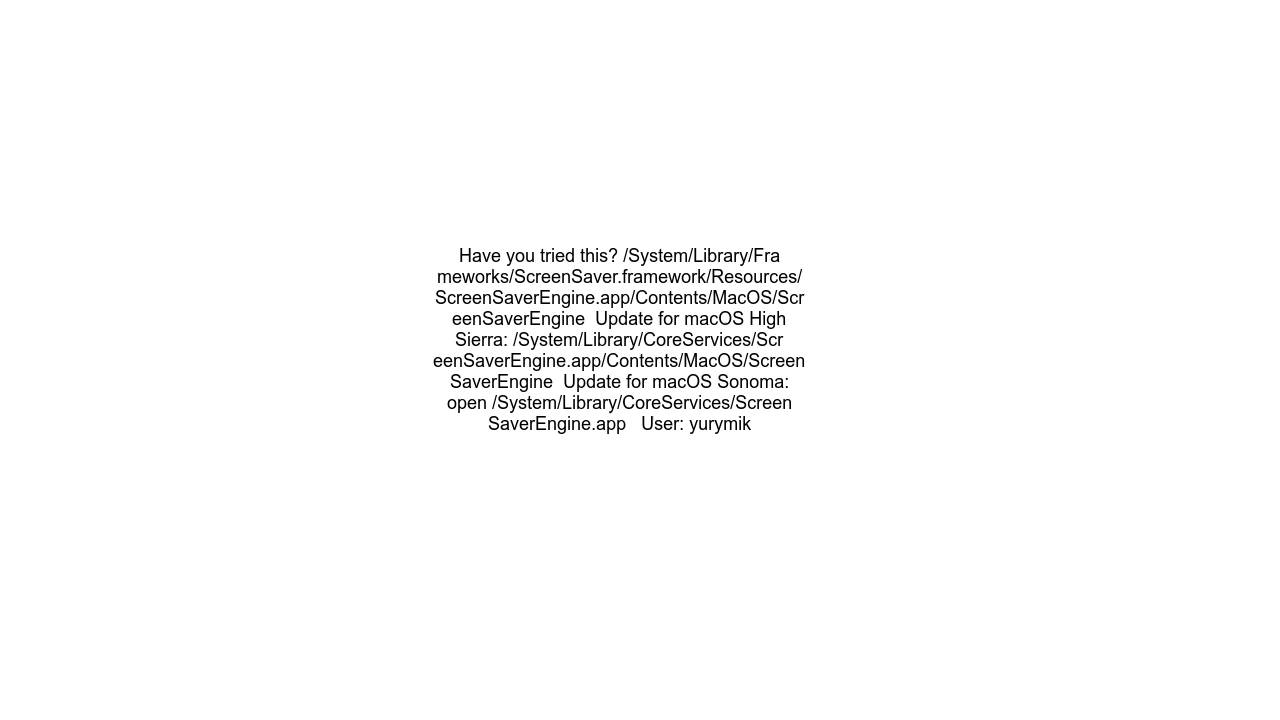 Have you tried this? /System/Library/Fra
meworks/ScreenSaver.framework/Resources/
ScreenSaverEngine.app/Contents/MacOS/Scr
eenSaverEngine  Update for macOS High
Sierra: /System/Library/CoreServices/Scr
eenSaverEngine.app/Contents/MacOS/Screen
SaverEngine  Update for macOS Sonoma:
open /System/Library/CoreServices/Screen
SaverEngine.app   User: yurymik